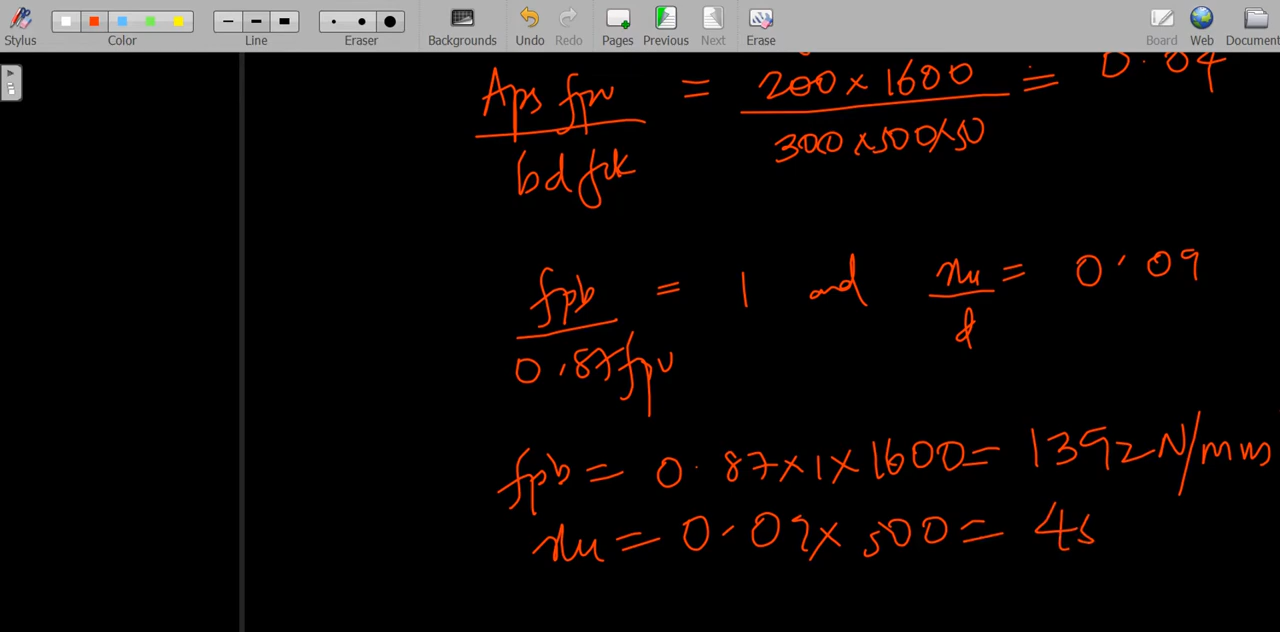 Stylus Color Line Eraser Backgrounds Undo Redo Pages Previous Next Erase Board Web Document
Aps fpu = 200 x 1600 = 0.04
bd fck 300 x 500 x 50
fpb = 1 and xu = 0.09
0.87 fpu d
fpb = 0.87 x 1 x 1600 = 1392 N/mm
xu = 0.09 x 500 = 45